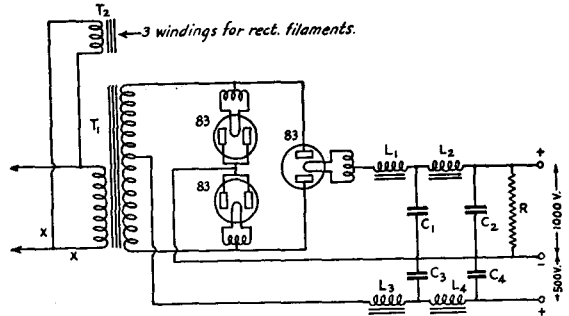 T2
3 windings for rect. filaments.
T1
83
83
83
L1
L2
+
C1
C2
R
1000 V.
X
X
-
C3
C4
L3
L4
500V.
+